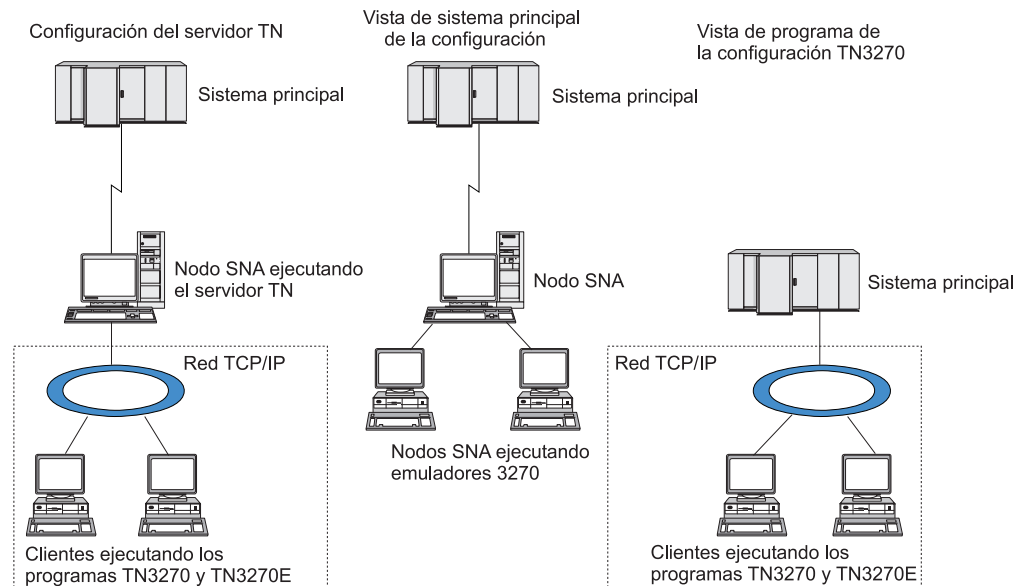 Configuración del servidor TN
Sistema principal
Nodo SNA ejecutando
el servidor TN
Red TCP/IP
Clientes ejecutando los
programas TN3270 y TN3270E
Vista de sistema principal
de la configuración
Sistema principal
Nodo SNA
Nodos SNA ejecutando
emuladores 3270
Vista de programa de
la configuración TN3270
Sistema principal
Red TCP/IP
Clientes ejecutando los
programas TN3270 y TN3270E